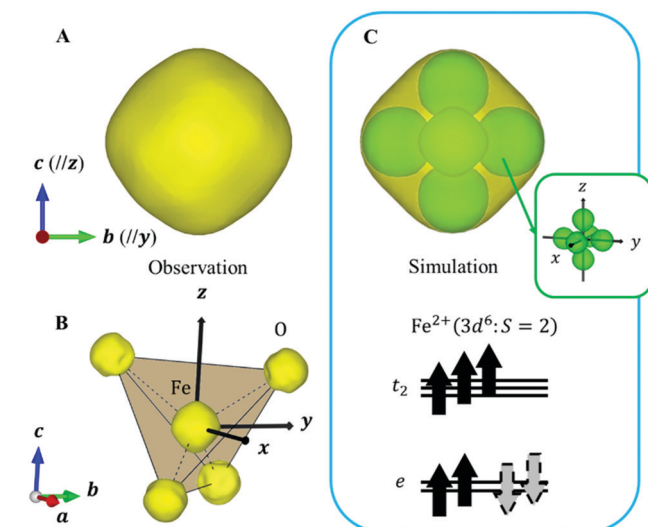 A
c (//z)
b (//y)
Observation
B
z
O
Fe
y
x
c
b
a
C
Simulation
z
y
x
Fe²⁺(3d⁶: S = 2)
t₂
e